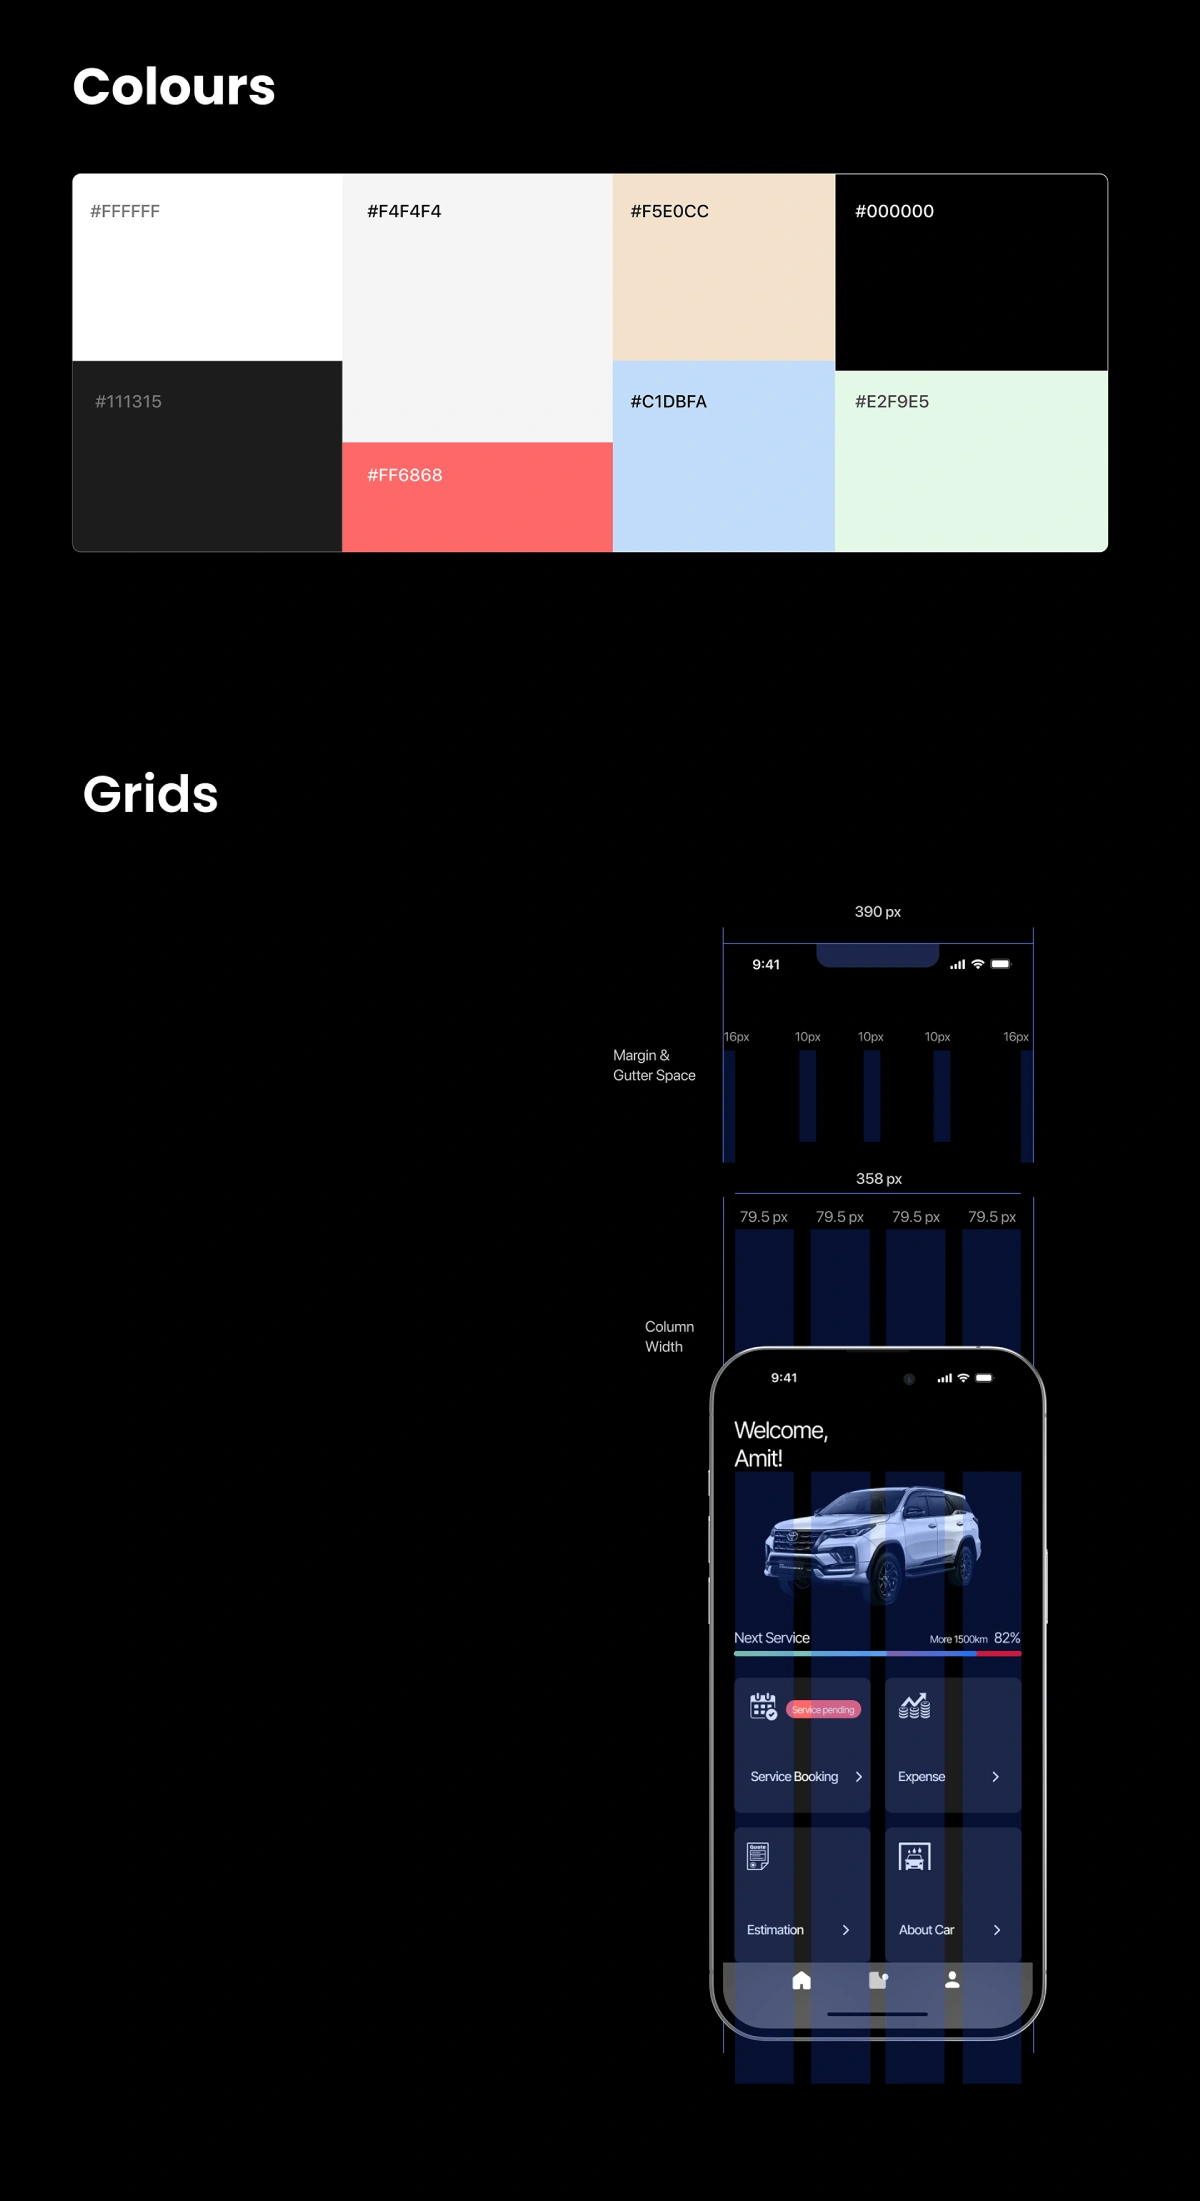 Colours
#FFFFFF
#F4F4F4
#F5E0CC
#000000
#111315
#C1DBFA
#E2F9E5
#FF6868
Grids
390 px
9:41
16px
10px
10px
10px
16px
Margin &
Gutter Space
358 px
79.5 px
79.5 px
79.5 px
79.5 px
Column
Width
9:41
Welcome,
Amit!
Next Service
More 1500km 82%
Service pending
Service Booking
Expense
Quote
Estimation
About Car